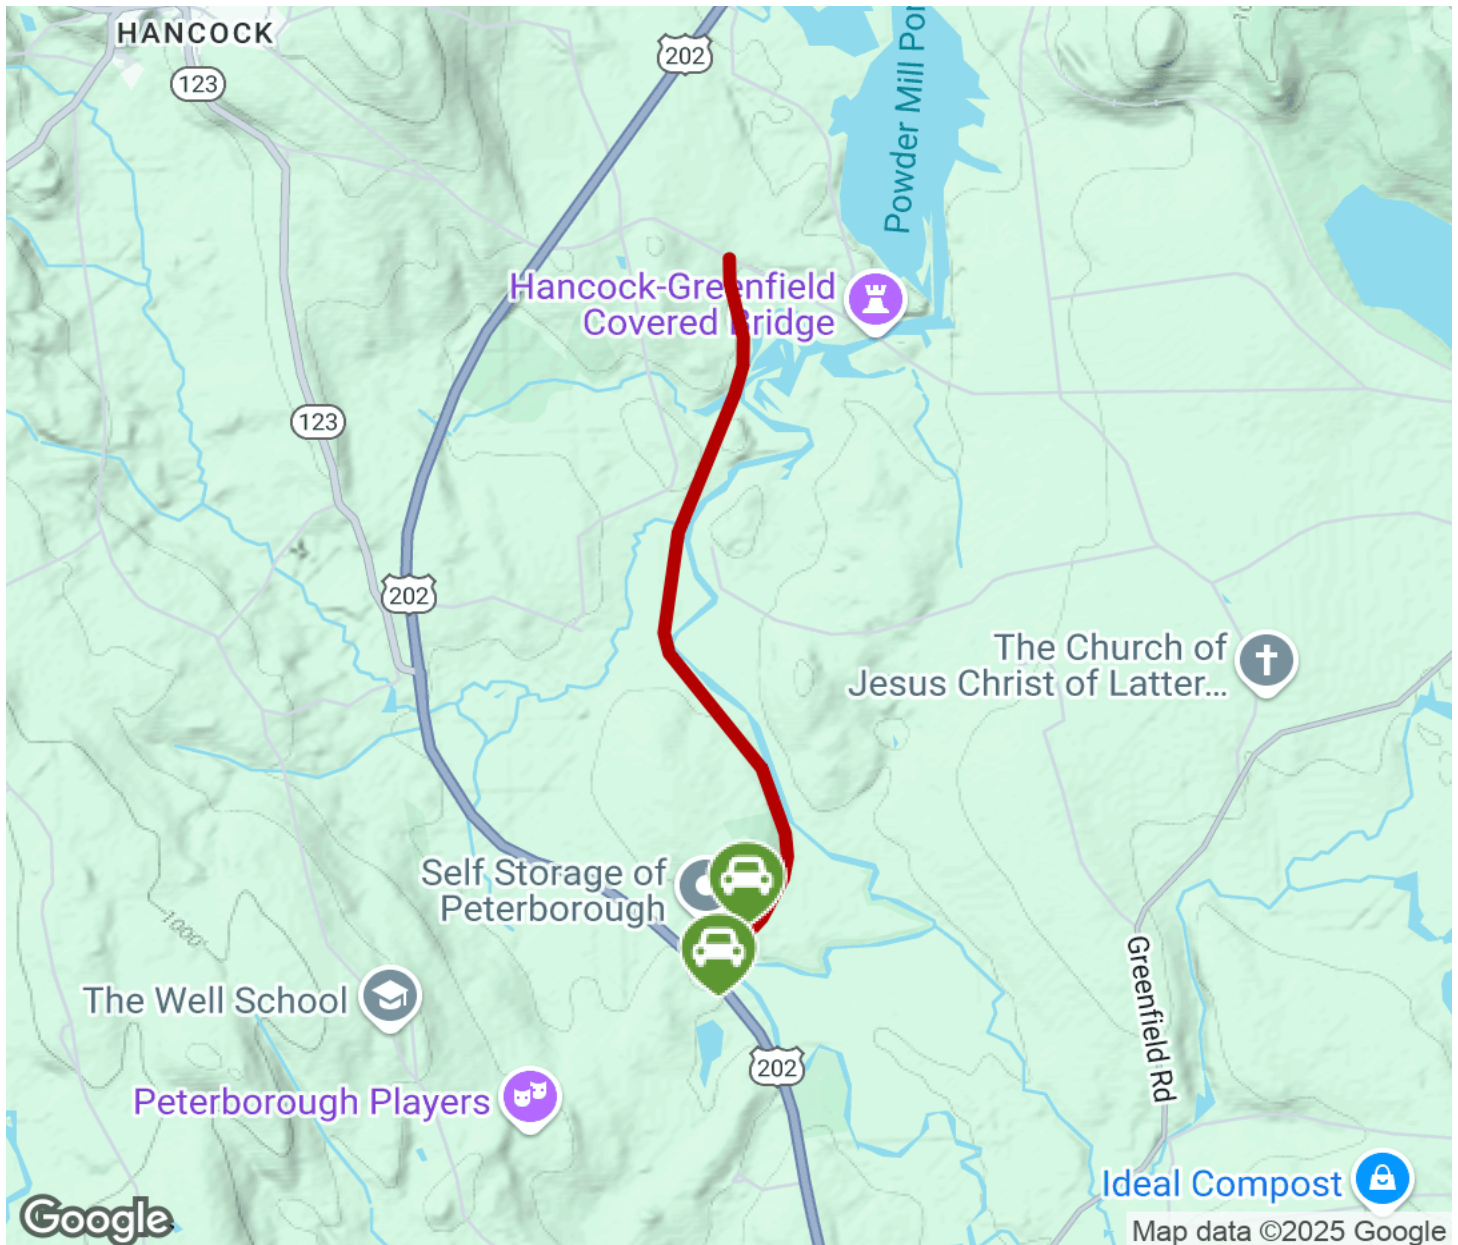 HANCOCK
123
202
Powder Mill Por
Hancock-Greenfield
Covered Bridge
123
202
The Church of
Jesus Christ of Latter...
Self Storage of
Peterborough
1000'
The Well School
Greenfield Rd
202
Peterborough Players
Ideal Compost
Google
Map data ©2025 Google